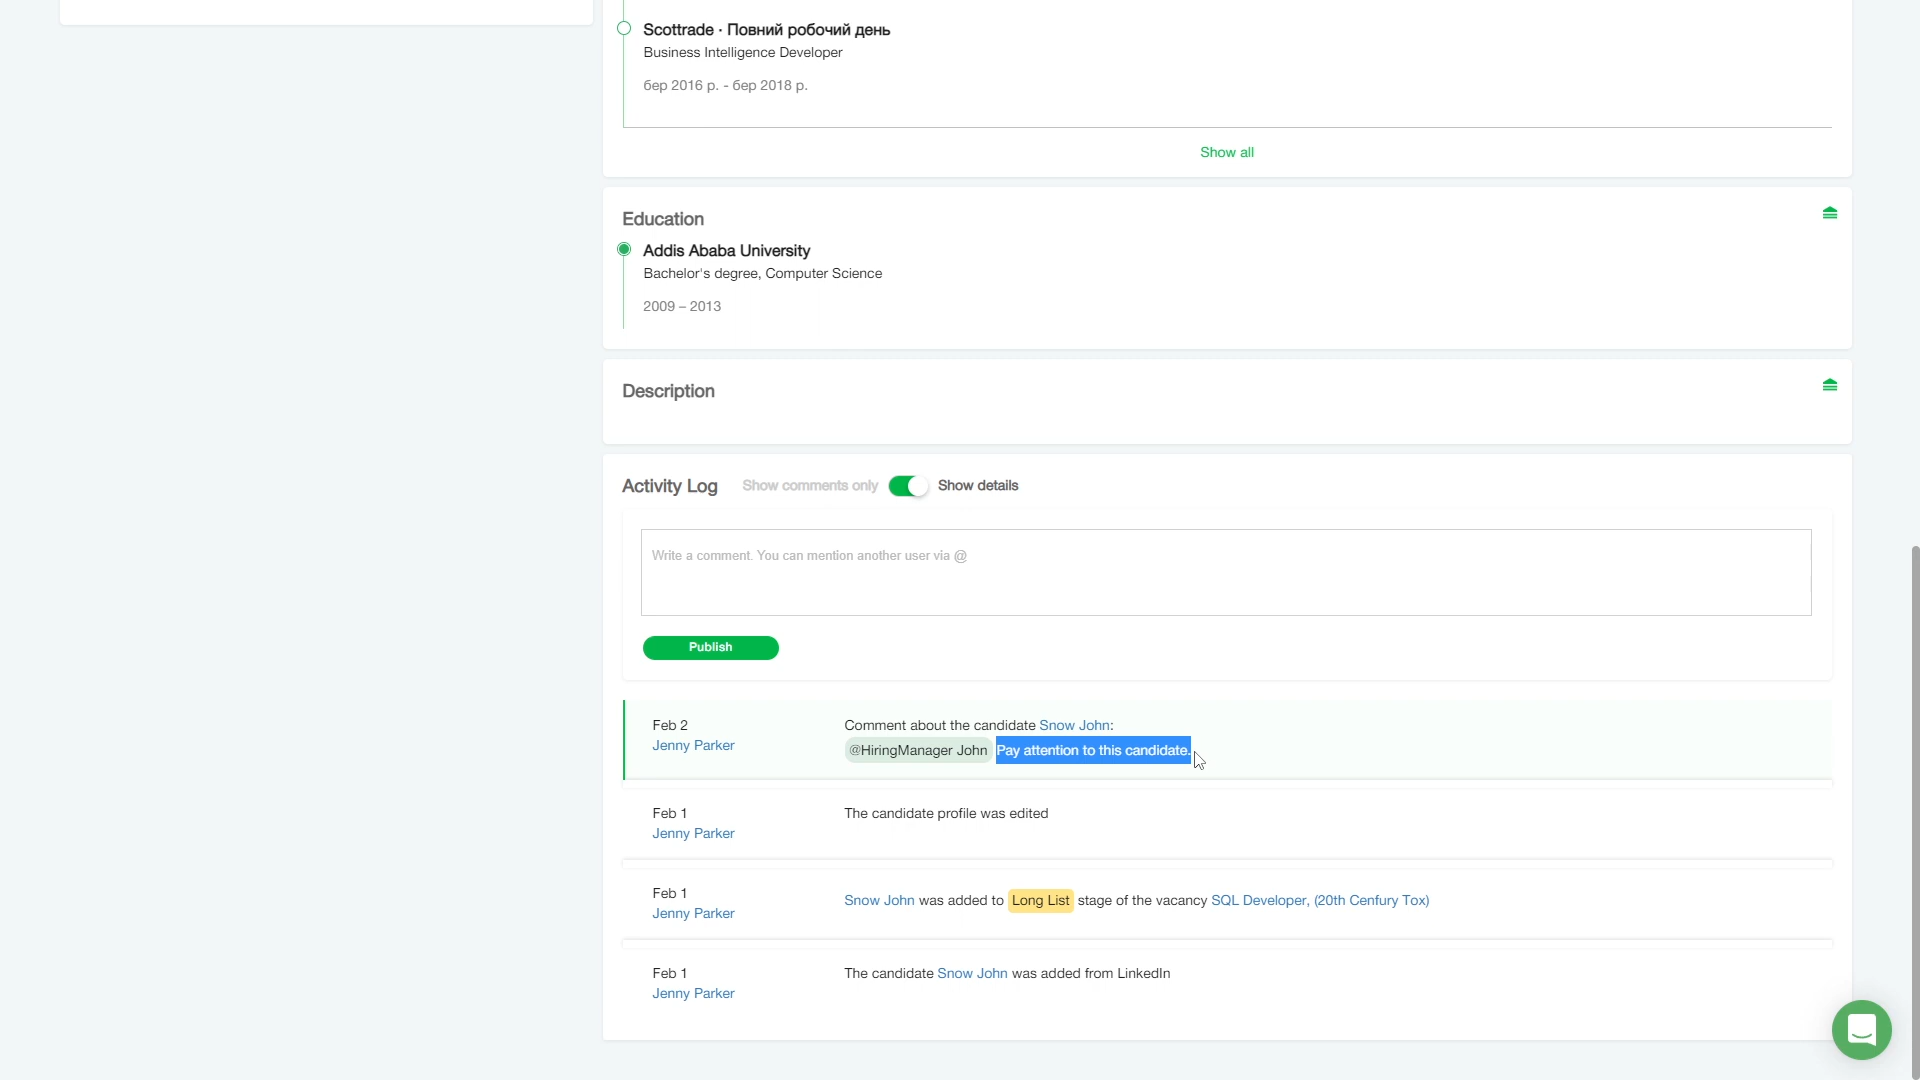 Scottrade · Повний робочий день
Business Intelligence Developer
бер 2016 р. - бер 2018 р.
Show all
Education
Addis Ababa University
Bachelor's degree, Computer Science
2009 – 2013
Description
Activity Log
Show comments only
Show details
Write a comment. You can mention another user via @
Publish
Feb 2
Jenny Parker
Comment about the candidate Snow John:
@HiringManager John Pay attention to this candidate.
Feb 1
Jenny Parker
The candidate profile was edited
Feb 1
Jenny Parker
Snow John was added to Long List stage of the vacancy SQL Developer, (20th Cenfury Tox)
Feb 1
Jenny Parker
The candidate Snow John was added from LinkedIn